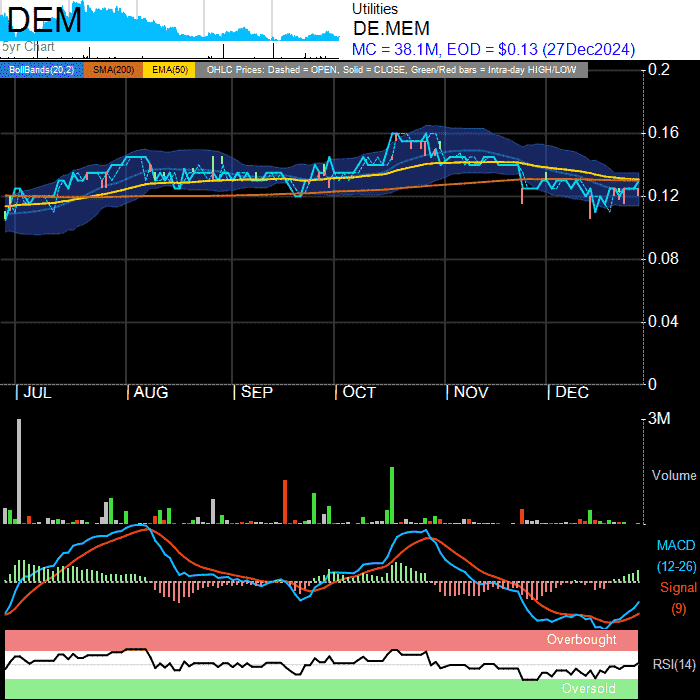 DEM
5yr Chart
Utilities
DE.MEM
MC = 38.1M, EOD = $0.13 (27Dec2024)
BollBands(20,2) SMA(200) EMA(50) OHLC Prices: Dashed = OPEN, Solid = CLOSE, Green/Red bars = Intra-day HIGH/LOW
0.2
0.16
0.12
0.08
0.04
0
JUL AUG SEP OCT NOV DEC
3M
Volume
MACD
(12-26)
Signal
(9)
Overbought
RSI(14)
Oversold